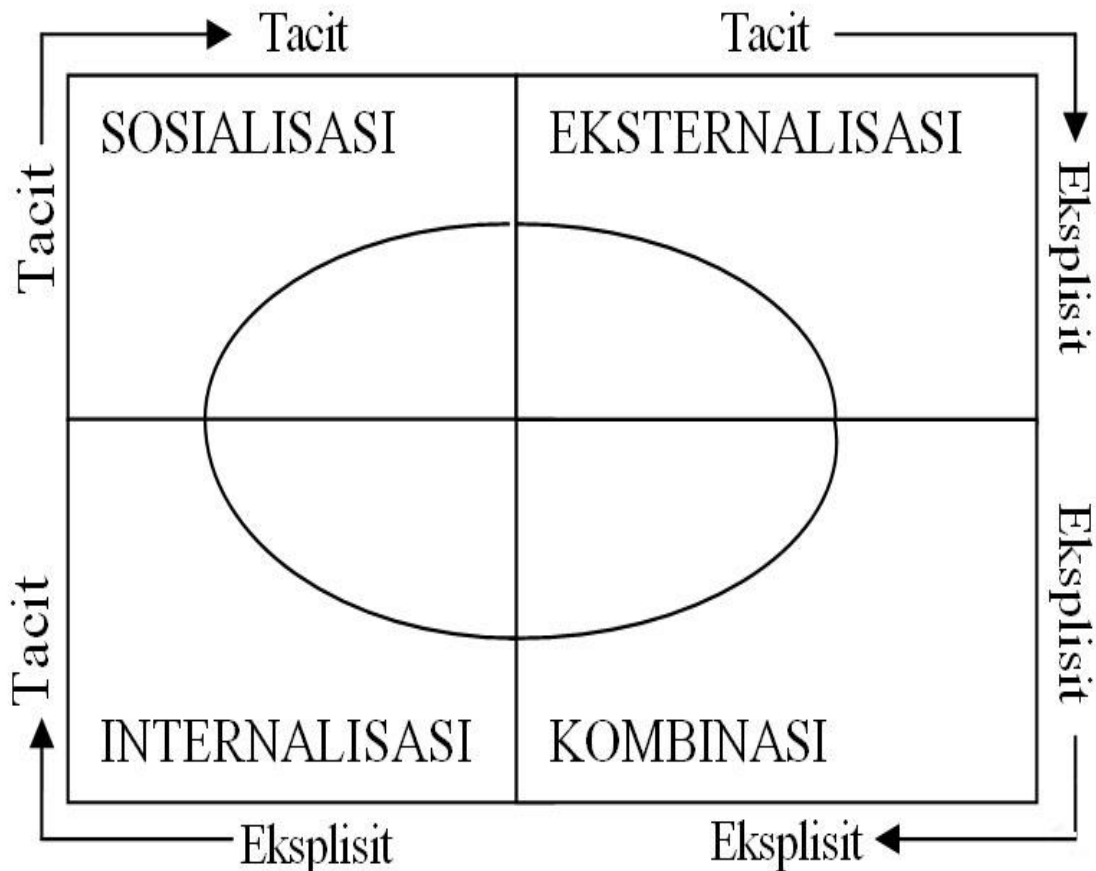 Tacit
Tacit
SOSIALISASI
EKSTERNALISASI
Tacit
Eksplisit
Tacit
Eksplisit
INTERNALISASI
KOMBINASI
Eksplisit
Eksplisit